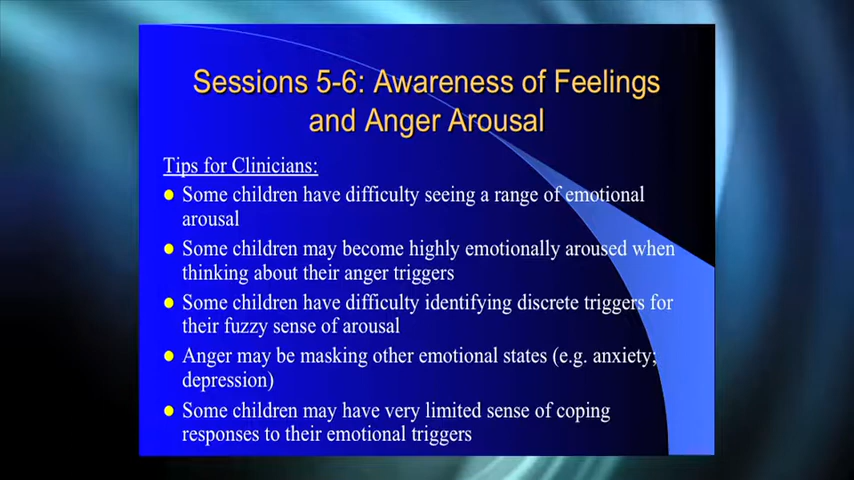 Sessions 5-6: Awareness of Feelings
and Anger Arousal
Tips for Clinicians:
Some children have difficulty seeing a range of emotional
arousal
Some children may become highly emotionally aroused when
thinking about their anger triggers
Some children have difficulty identifying discrete triggers for
their fuzzy sense of arousal
Anger may be masking other emotional states (e.g. anxiety;
depression)
Some children may have very limited sense of coping
responses to their emotional triggers